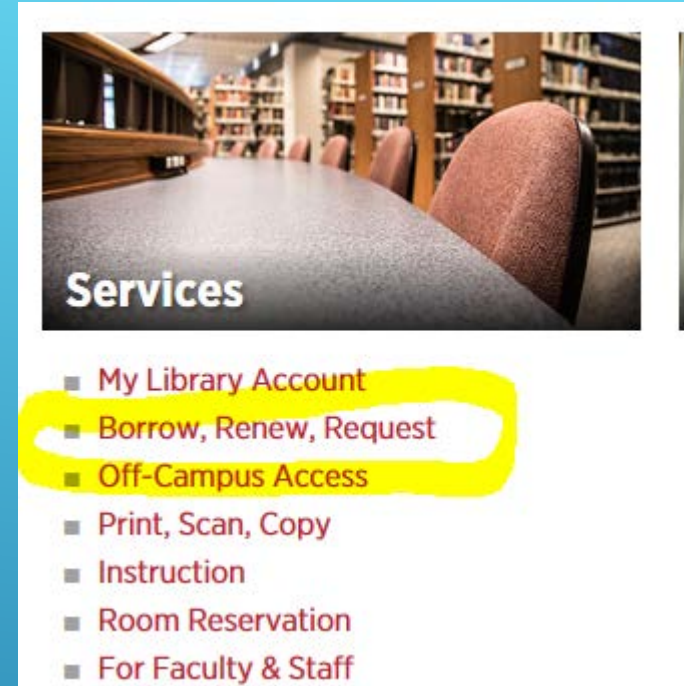 Services
My Library Account
Borrow, Renew, Request
Off-Campus Access
Print, Scan, Copy
Instruction
Room Reservation
For Faculty & Staff